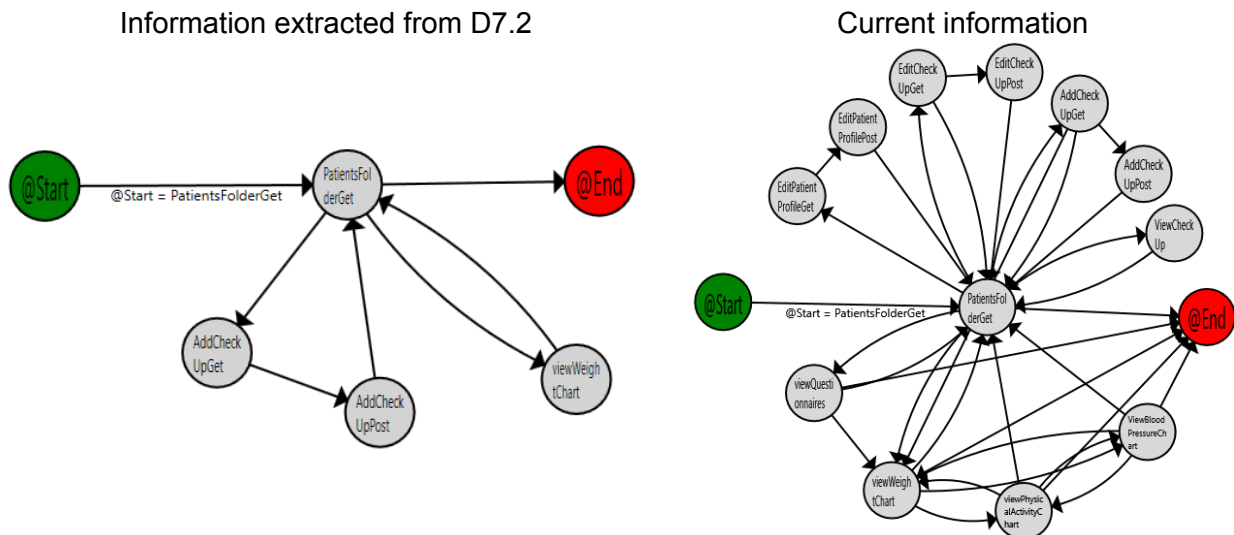 Information extracted from D7.2
@Start
@Start = PatientsFolderGet
PatientsFol
derGet
@End
AddCheck
UpGet
AddCheck
UpPost
viewWeigh
tChart
Current information
EditCheck
UpGet
EditCheck
UpPost
AddCheck
UpGet
EditPatient
ProfilePost
AddCheck
UpPost
EditPatient
ProfileGet
ViewCheck
Up
@Start
@Start = PatientsFolderGet
PatientsFol
derGet
@End
viewQuesti
onnaires
ViewBlood
PressureCh
art
viewWeigh
tChart
viewPhysic
alActivityC
hart